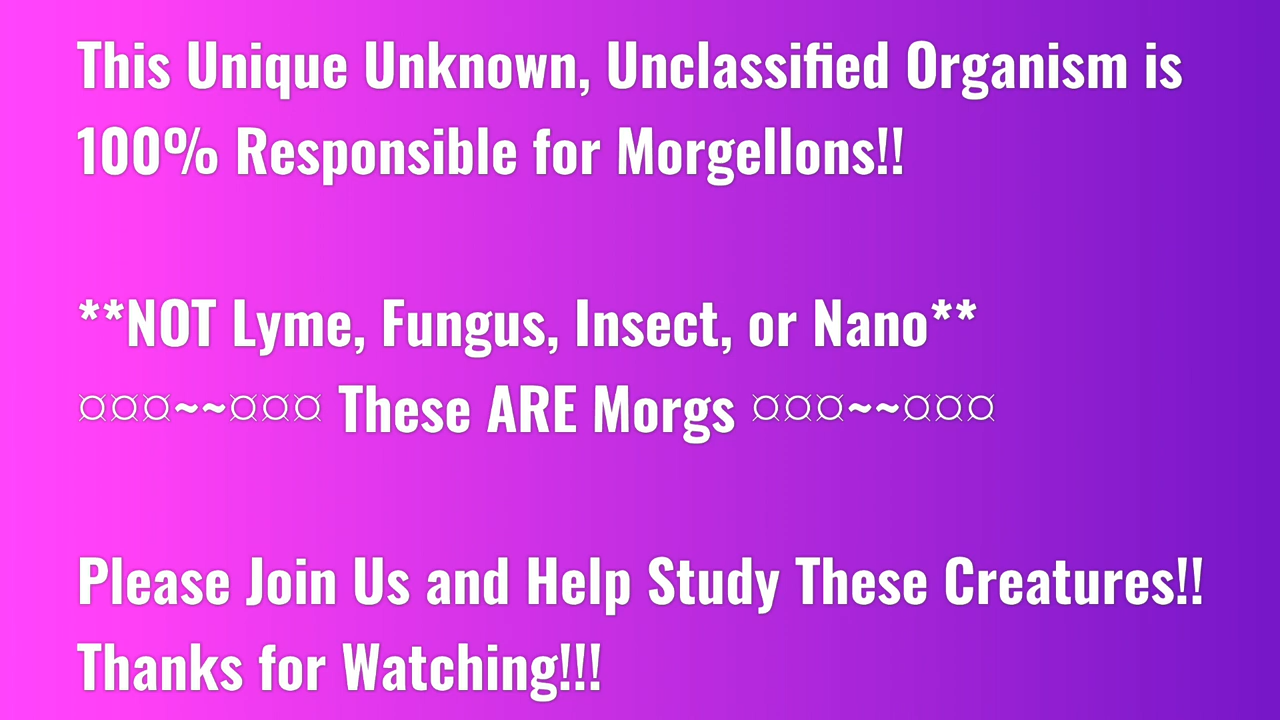 This Unique Unknown, Unclassified Organism is
100% Responsible for Morgellons!!
**NOT Lyme, Fungus, Insect, or Nano**
¤¤¤~~¤¤¤ These ARE Morgs ¤¤¤~~¤¤¤
Please Join Us and Help Study These Creatures!!
Thanks for Watching!!!